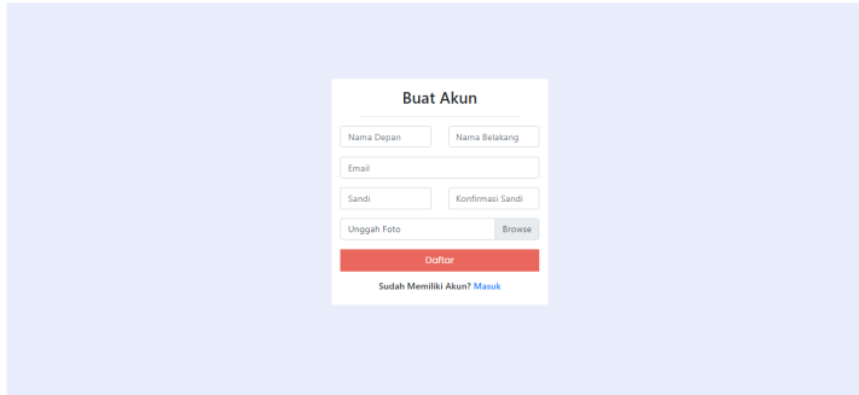 Buat Akun
Nama Depan Nama Belakang
Email
Sandi Konfirmasi Sandi
Unggah Foto Browse
Daftar
Sudah Memiliki Akun? Masuk